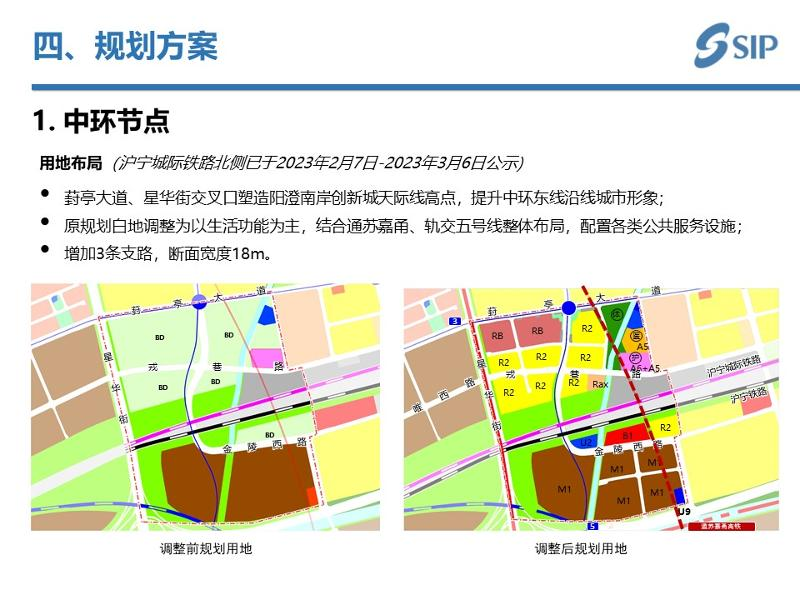 四、规划方案
SIP
1. 中环节点
用地布局 (沪宁城际铁路北侧已于2023年2月7日-2023年3月6日公示)
• 葑亭大道、星华街交叉口塑造阳澄南岸创新城天际线高点，提升中环东线沿线城市形象；
• 原规划白地调整为以生活功能为主，结合通苏嘉甬、轨交五号线整体布局，配置各类公共服务设施；
• 增加3条支路，断面宽度18m。
葑亭大道
BD
BD
星华街
戎巷路
BD
BD
BD
金陵西路
3
葑亭大道
RB
RB
R2
A5
R2
R2
R2
A6+A5
戎巷路
R2
R2
R2
Rax
沪宁城际铁路
唯西路
星华街
沪宁铁路
U2
B1
R2
金陵西路
M1
M1
M1
M1
M1
U9
5
通苏嘉甬高铁
调整前规划用地
调整后规划用地